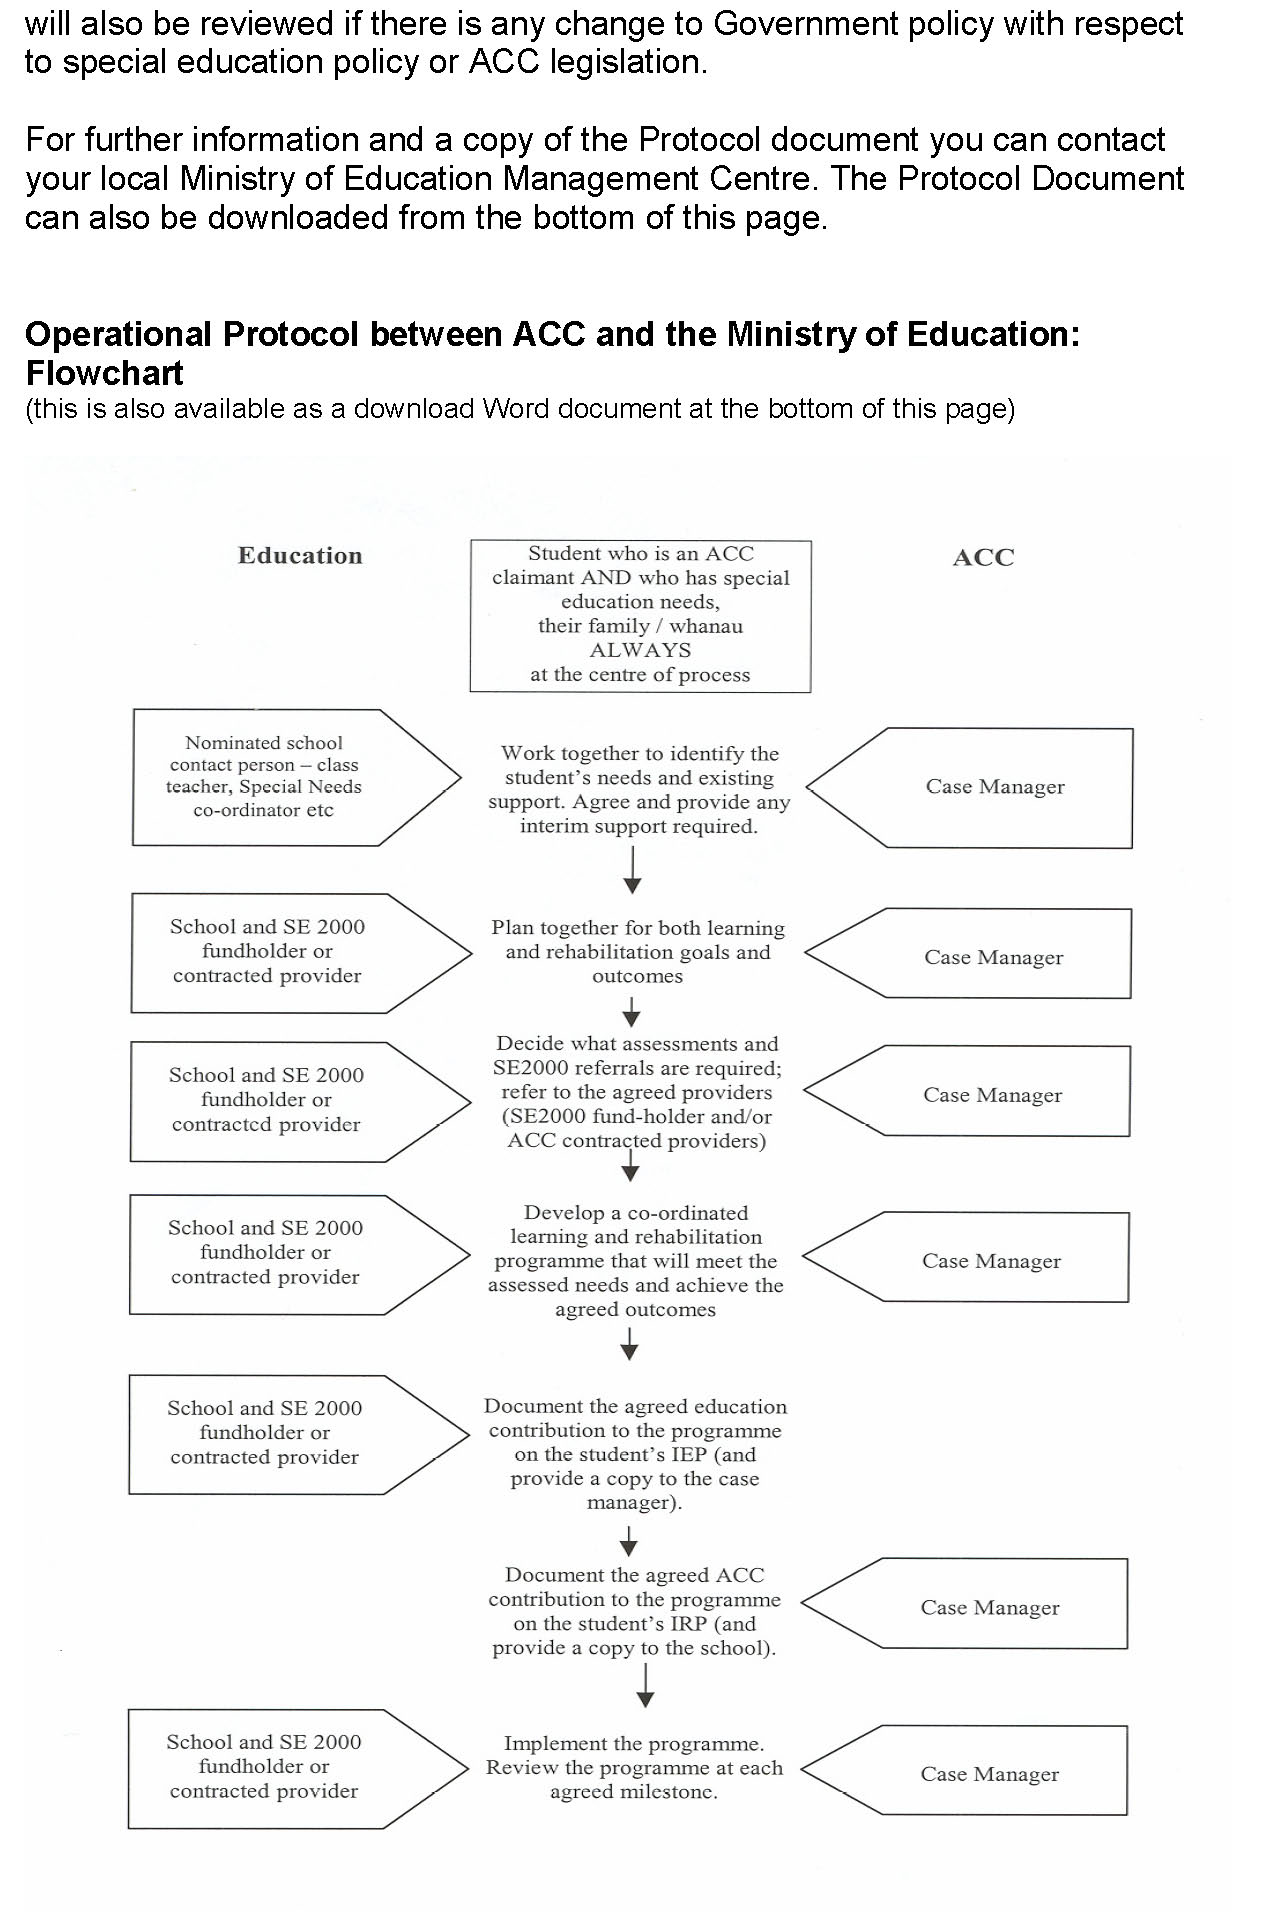 will also be reviewed if there is any change to Government policy with respect
to special education policy or ACC legislation.
For further information and a copy of the Protocol document you can contact
your local Ministry of Education Management Centre. The Protocol Document
can also be downloaded from the bottom of this page.
Operational Protocol between ACC and the Ministry of Education:
Flowchart
(this is also available as a download Word document at the bottom of this page)
Education
Student who is an ACC
claimant AND who has special
education needs,
their family / whanau
ALWAYS
at the centre of process
ACC
Nominated school
contact person – class
teacher, Special Needs
co-ordinator etc
Work together to identify the
student's needs and existing
support. Agree and provide any
interim support required.
Case Manager
School and SE 2000
fundholder or
contracted provider
Plan together for both learning
and rehabilitation goals and
outcomes
Case Manager
School and SE 2000
fundholder or
contracted provider
Decide what assessments and
SE2000 referrals are required;
refer to the agreed providers
(SE2000 fund-holder and/or
ACC contracted providers)
Case Manager
School and SE 2000
fundholder or
contracted provider
Develop a co-ordinated
learning and rehabilitation
programme that will meet the
assessed needs and achieve the
agreed outcomes
Case Manager
School and SE 2000
fundholder or
contracted provider
Document the agreed education
contribution to the programme
on the student's IEP (and
provide a copy to the case
manager).
Document the agreed ACC
contribution to the programme
on the student's IRP (and
provide a copy to the school).
Case Manager
School and SE 2000
fundholder or
contracted provider
Implement the programme.
Review the programme at each
agreed milestone.
Case Manager